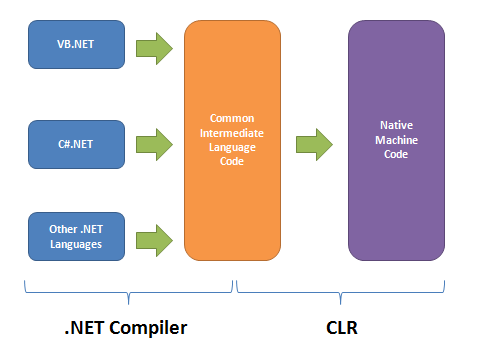 VB.NET
C#.NET
Other .NET
Languages
Common
Intermediate
Language
Code
Native
Machine
Code
.NET Compiler
CLR